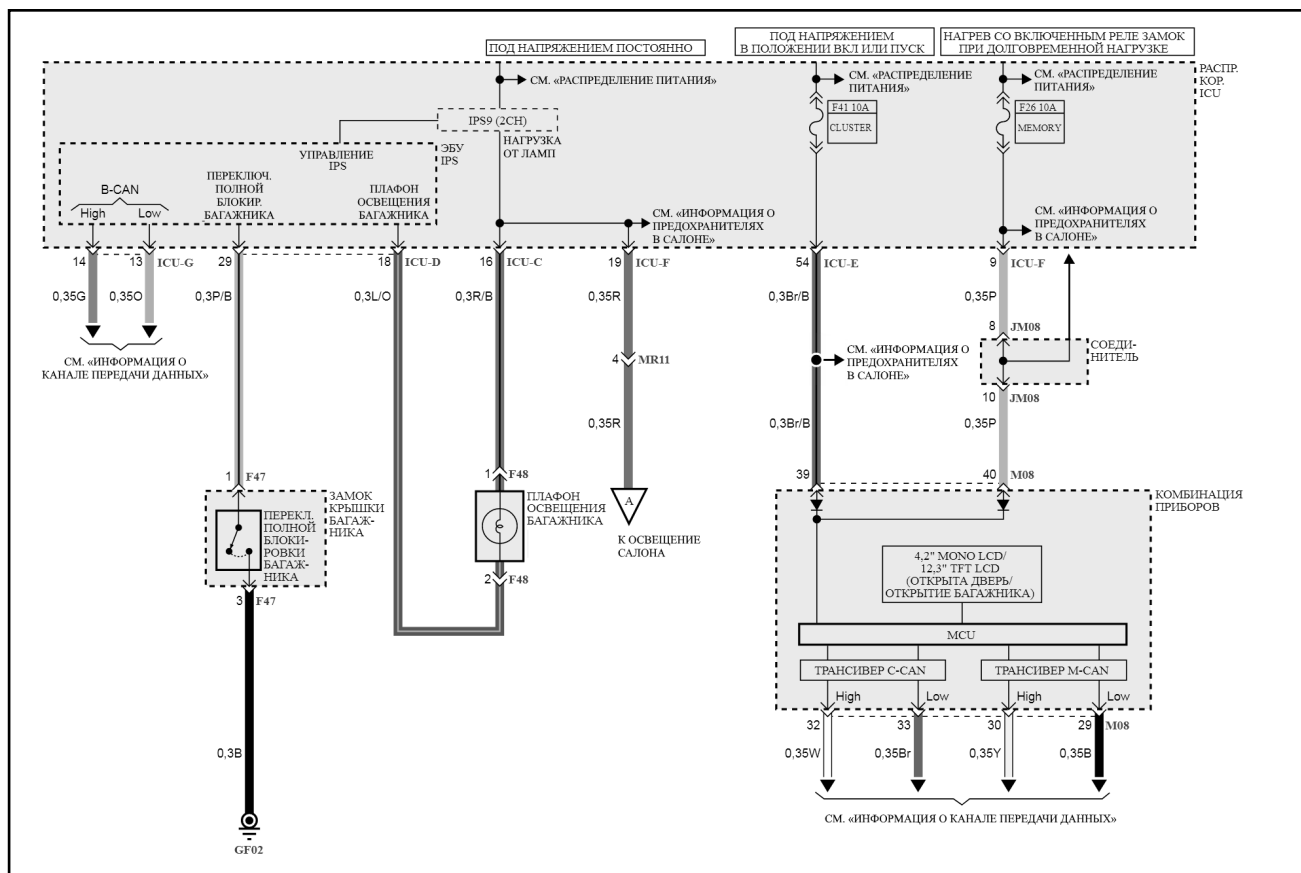 ПОД НАПРЯЖЕНИЕМ ПОСТОЯННО
ПОД НАПРЯЖЕНИЕМ
В ПОЛОЖЕНИИ ВКЛ ИЛИ ПУСК
НАГРЕВ СО ВКЛЮЧЕННЫМ РЕЛЕ ЗАМОК
ПРИ ДОЛГОВРЕМЕННОЙ НАГРУЗКЕ
СМ. «РАСПРЕДЕЛЕНИЕ ПИТАНИЯ»
СМ. «РАСПРЕДЕЛЕНИЕ
ПИТАНИЯ»
СМ. «РАСПРЕДЕЛЕНИЕ
ПИТАНИЯ»
РАСПР.
КОР.
ICU
F41 10A
CLUSTER
F26 10A
MEMORY
IPS9 (2CH)
НАГРУЗКА
ОТ ЛАМП
УПРАВЛЕНИЕ
IPS
ЭБУ
IPS
B-CAN
High
Low
ПЕРЕКЛЮЧ.
ПОЛНОЙ
БЛОКИР.
БАГАЖНИКА
ПЛАФОН
ОСВЕЩЕНИЯ
БАГАЖНИКА
СМ. «ИНФОРМАЦИЯ О
ПРЕДОХРАНИТЕЛЯХ
В САЛОНЕ»
СМ. «ИНФОРМАЦИЯ О
ПРЕДОХРАНИТЕЛЯХ
В САЛОНЕ»
14
13
ICU-G
29
18
ICU-D
16
ICU-C
19
ICU-F
54
ICU-E
9
ICU-F
0,35G
0,35O
0,3P/B
0,3L/O
0,3R/B
0,35R
0,3Br/B
0,35P
СМ. «ИНФОРМАЦИЯ О
КАНАЛЕ ПЕРЕДАЧИ ДАННЫХ»
4
MR11
СМ. «ИНФОРМАЦИЯ О
ПРЕДОХРАНИТЕЛЯХ
В САЛОНЕ»
8
JM08
СОЕДИ-
НИТЕЛЬ
10
JM08
0,35R
0,3Br/B
0,35P
1
F47
1
F48
39
40
M08
ЗАМОК
КРЫШКИ
БАГАЖ-
НИКА
ПЕРЕКЛ.
ПОЛНОЙ
БЛОКИ-
РОВКИ
БАГАЖ-
НИКА
ПЛАФОН
ОСВЕЩЕНИЯ
БАГАЖНИКА
A
К ОСВЕЩЕНИЕ
САЛОНА
КОМБИНАЦИЯ
ПРИБОРОВ
4,2" MONO LCD/
12,3" TFT LCD
(ОТКРЫТА ДВЕРЬ/
ОТКРЫТИЕ БАГАЖНИКА)
2
F48
3
F47
MCU
ТРАНСИВЕР C-CAN
ТРАНСИВЕР M-CAN
High
Low
High
Low
32
33
30
29
M08
0,3B
0,35W
0,35Br
0,35Y
0,35B
СМ. «ИНФОРМАЦИЯ О КАНАЛЕ ПЕРЕДАЧИ ДАННЫХ»
GF02